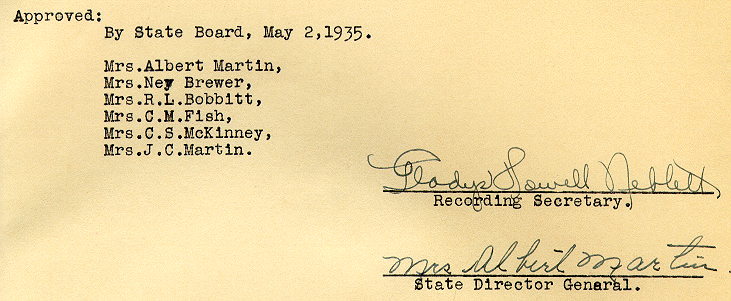 Approved:
By State Board, May 2,1935.
Mrs.Albert Martin,
Mrs.Ney Brewer,
Mrs.R.L.Bobbitt,
Mrs.C.M.Fish,
Mrs.C.S.McKinney,
Mrs.J.C.Martin.
Gladys Howell Neblett,
Recording Secretary.
Mrs Albert Martin.
State Director Genaral.